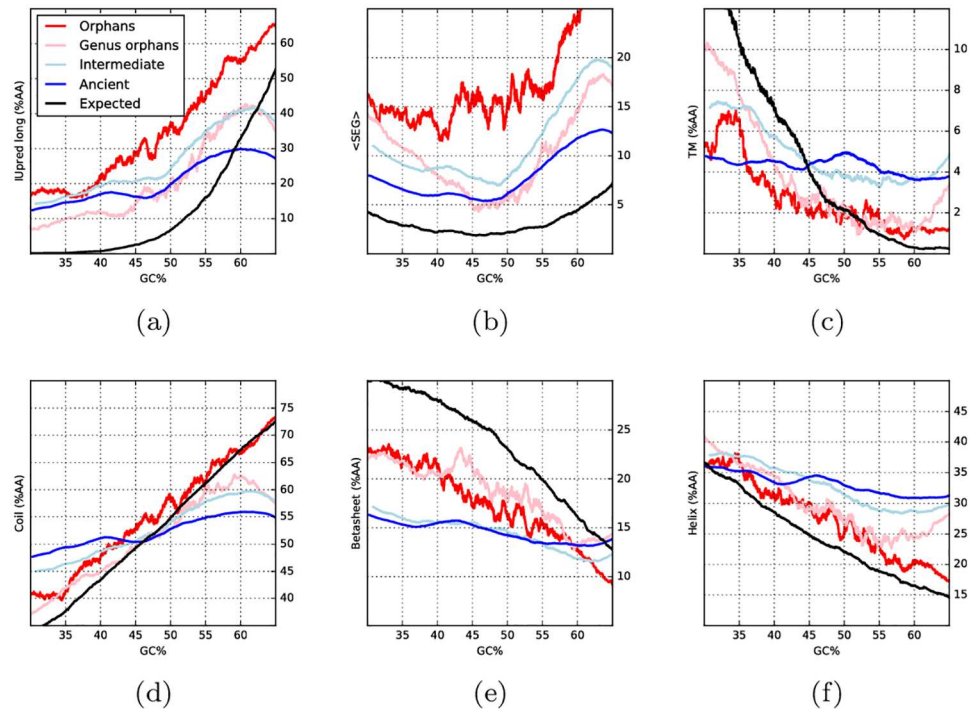 Orphans
Genus orphans
Intermediate
Ancient
Expected
IUpred long (%AA)
60
50
40
30
20
10
35 40 45 50 55 60
GC%
(a)
<SEG>
20
15
10
5
35 40 45 50 55 60
GC%
(b)
TM (%AA)
10
8
6
4
2
35 40 45 50 55 60
GC%
(c)
Coil (%AA)
75
70
65
60
55
50
45
40
35 40 45 50 55 60
GC%
(d)
Betasheet (%AA)
25
20
15
10
35 40 45 50 55 60
GC%
(e)
Helix (%AA)
50
45
40
35
30
25
20
15
35 40 45 50 55 60
GC%
(f)